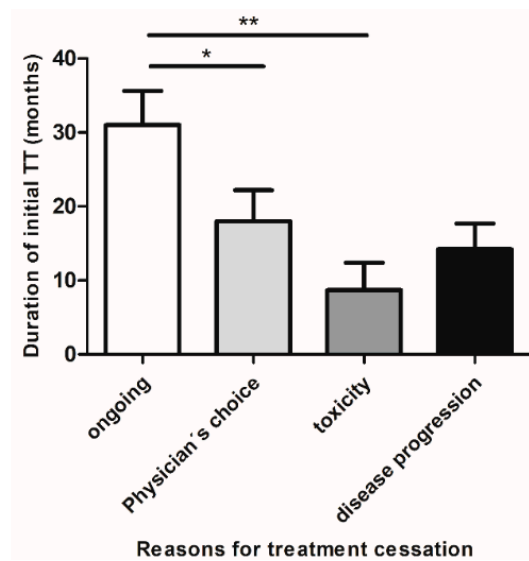 **
*
Duration of initial TT (months)
40
30
20
10
0
ongoing
Physician´s choice
toxicity
disease progression
Reasons for treatment cessation